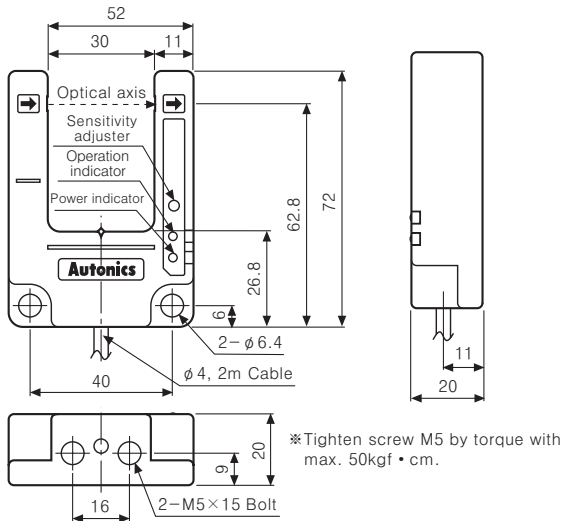 52
30
11
Optical axis
Sensitivity
adjuster
Operation
indicator
Power indicator
Autonics
62.8
72
26.8
6
2-φ6.4
φ4, 2m Cable
40
11
20
20
9
16
2-M5×15 Bolt
※Tighten screw M5 by torque with
max. 50kgf•cm.